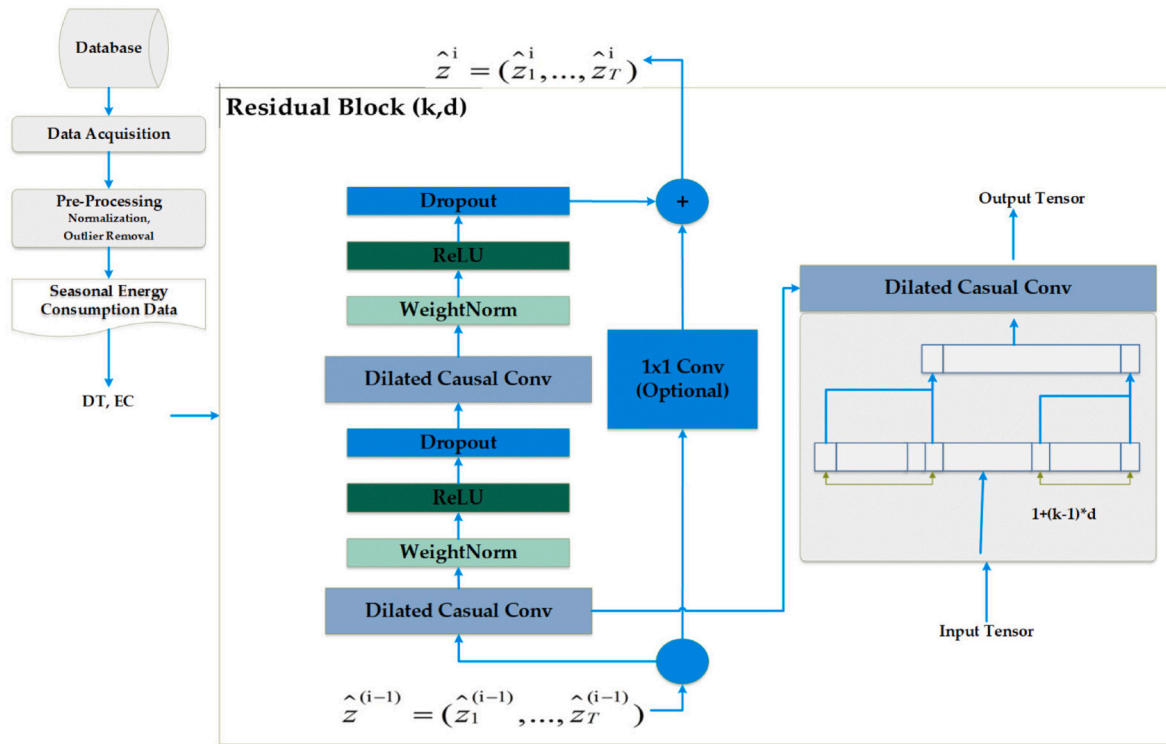 Database
Data Acquisition
Pre-Processing
Normalization,
Outlier Removal
Seasonal Energy
Consumption Data
DT, EC
ẑ^i = (ẑ_1^i,...,ẑ_T^i)
Residual Block (k,d)
Dropout
+
ReLU
WeightNorm
Dilated Causal Conv
Dropout
ReLU
WeightNorm
Dilated Casual Conv
1x1 Conv
(Optional)
ẑ^(i−1) = (ẑ_1^(i−1),...,ẑ_T^(i−1))
Output Tensor
Dilated Casual Conv
1+(k-1)*d
Input Tensor